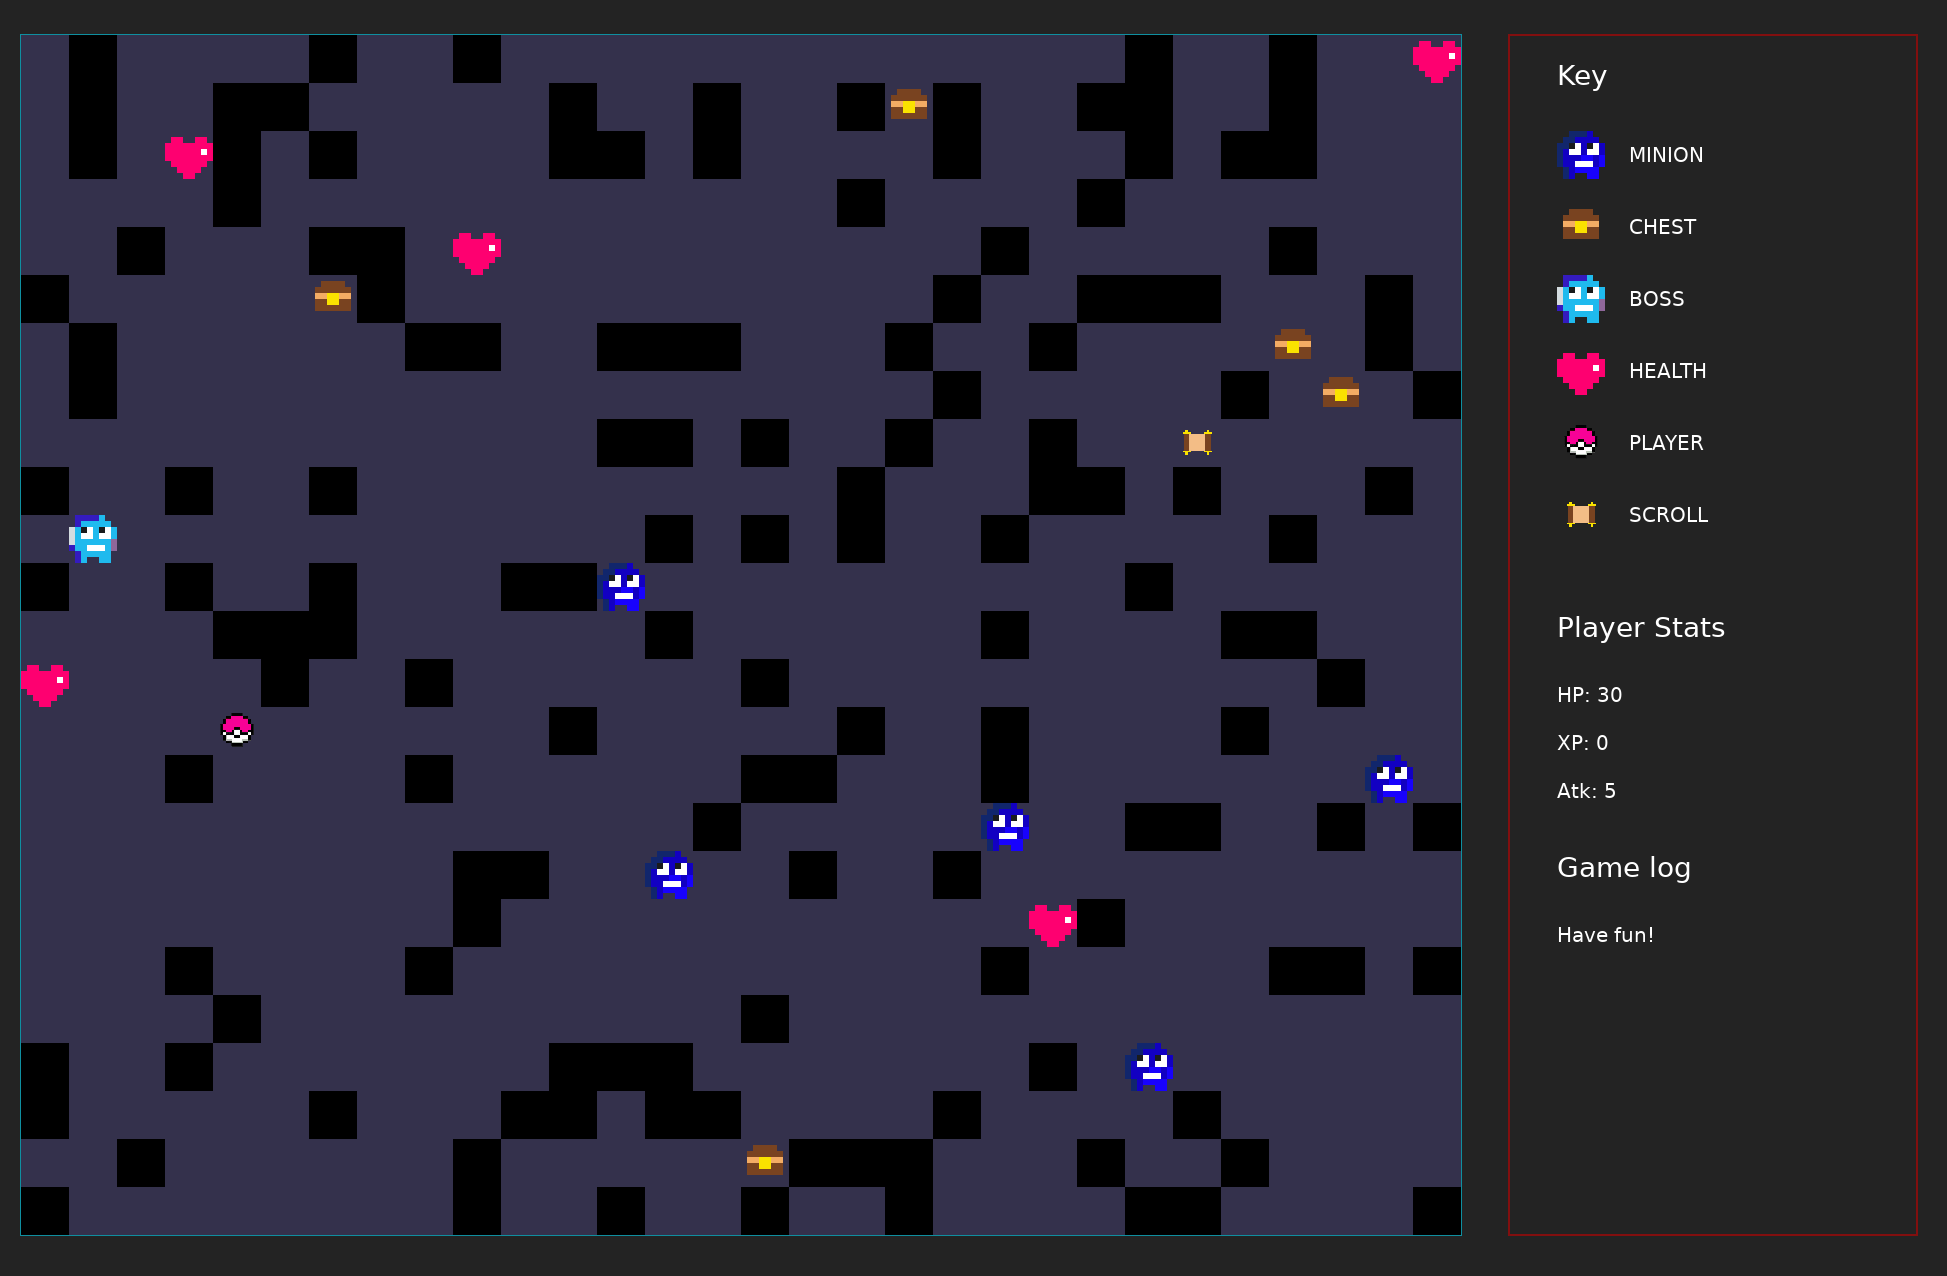 Key
MINION
CHEST
BOSS
HEALTH
PLAYER
SCROLL
Player Stats
HP: 30
XP: 0
Atk: 5
Game log
Have fun!